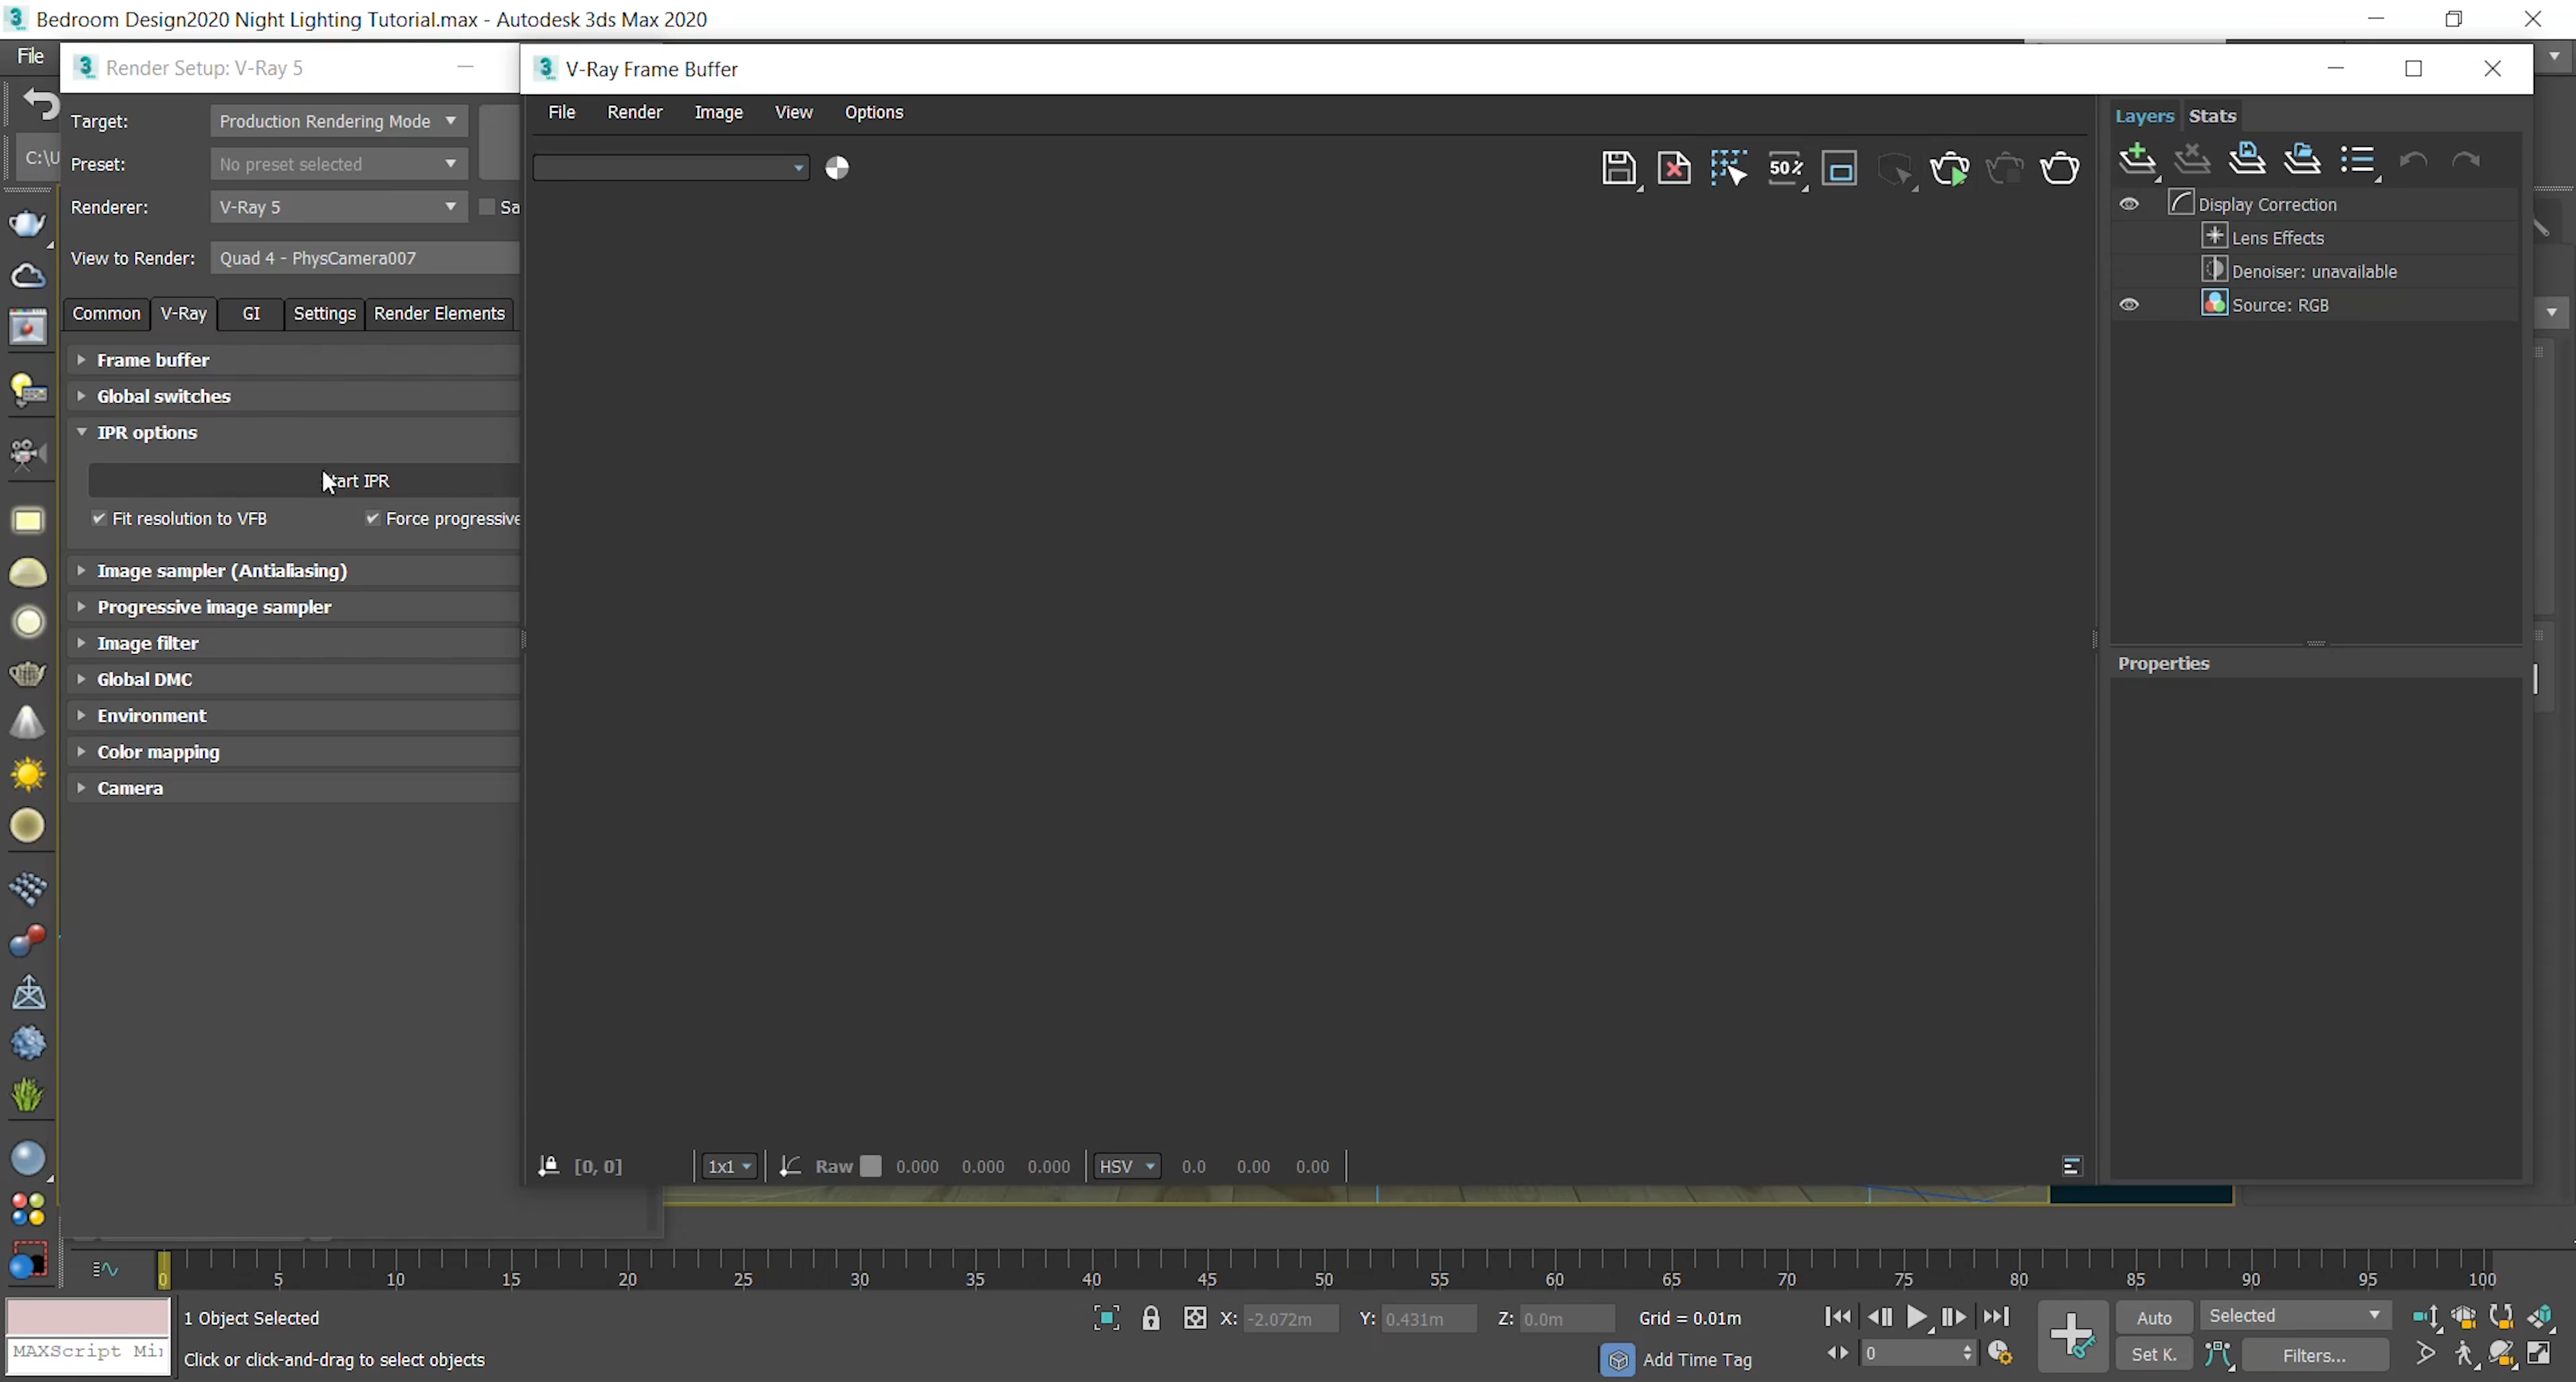 Bedroom Design2020 Night Lighting Tutorial.max - Autodesk 3ds Max 2020
File
Render Setup: V-Ray 5
V-Ray Frame Buffer
Target:
Production Rendering Mode
C:\U
Preset:
No preset selected
Renderer:
V-Ray 5
Sa
View to Render:
Quad 4 - PhysCamera007
Common
V-Ray
GI
Settings
Render Elements
Frame buffer
Global switches
IPR options
tart IPR
Fit resolution to VFB
Force progressive
Image sampler (Antialiasing)
Progressive image sampler
Image filter
Global DMC
Environment
Color mapping
Camera
File Render Image View Options
50%
Layers Stats
Display Correction
Lens Effects
Denoiser: unavailable
Source: RGB
Properties
[0, 0]
1x1
Raw
0.000 0.000 0.000
HSV
0.0 0.00 0.00
0 5 10 15 20 25 30 35 40 45 50 55 60 65 70 75 80 85 90 95 100
1 Object Selected
X: -2.072m Y: 0.431m Z: 0.0m
Grid = 0.01m
Auto
Selected
MAXScript Mi
Click or click-and-drag to select objects
Add Time Tag
0
Set K.
Filters...